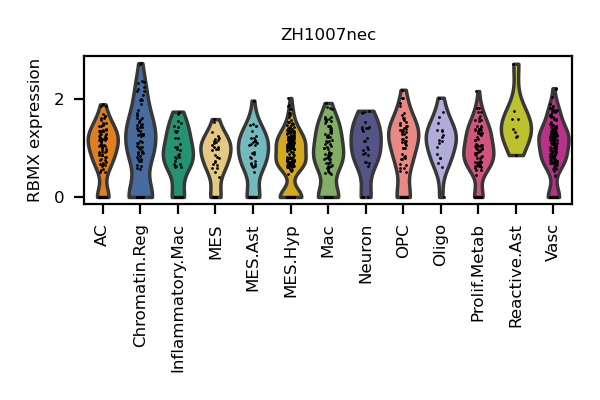 ZH1007nec
RBMX expression
2
0
AC
Chromatin.Reg
Inflammatory.Mac
MES
MES.Ast
MES.Hyp
Mac
Neuron
OPC
Oligo
Prolif.Metab
Reactive.Ast
Vasc